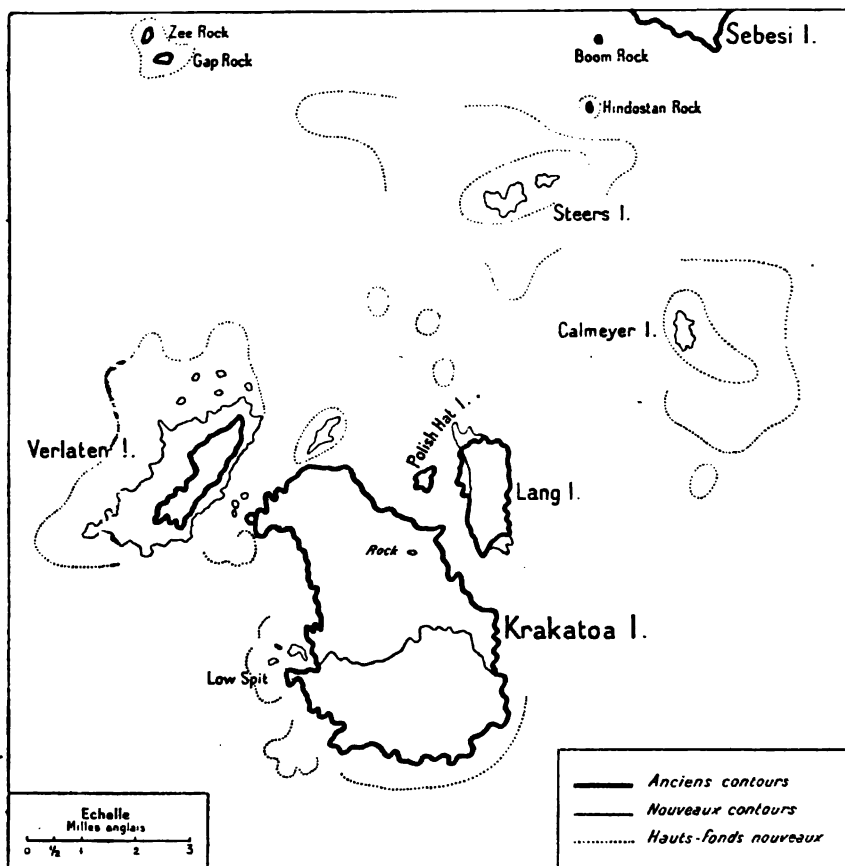 Zee Rock
Gap Rock
Sebesi I.
Boom Rock
Hindostan Rock
Steers I.
Calmeyer I.
Verlaten I.
Polish Hat I.
Lang I.
Rock
Krakatoa I.
Low Spit
Echelle
Milles anglais
0 ½ 1 2 3
Anciens contours
Nouveaux contours
Hauts-fonds nouveaux